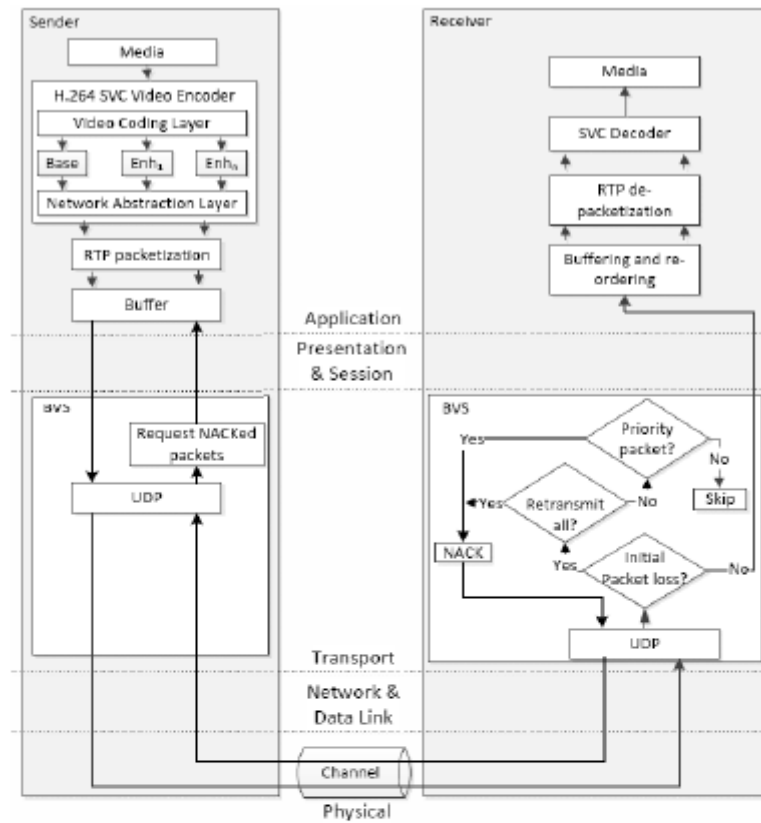 Sender
Media
H.264 SVC Video Encoder
Video Coding Layer
Base
Enh1
Enhn
Network Abstraction Layer
RTP packetization
Buffer
BVS
Request NACKed
packets
UDP
Application
Presentation
& Session
Transport
Network &
Data Link
Channel
Physical
Receiver
Media
SVC Decoder
RTP de-
packetization
Buffering and re-
ordering
BVS
Priority
packet?
Yes
No
Skip
Retransmit
all?
Yes
No
NACK
Initial
Packet loss?
Yes
No
UDP